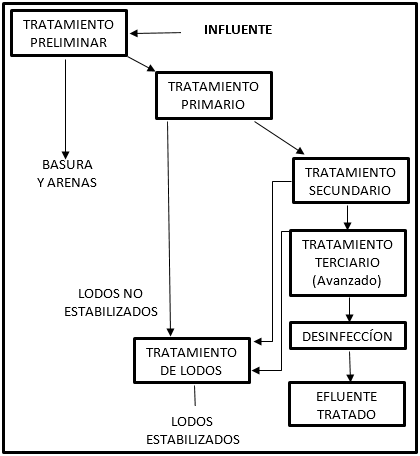 TRATAMIENTO
PRELIMINAR
INFLUENTE
TRATAMIENTO
PRIMARIO
BASURA
Y ARENAS
TRATAMIENTO
SECUNDARIO
TRATAMIENTO
TERCIARIO
(Avanzado)
LODOS NO
ESTABILIZADOS
DESINFECCÍON
TRATAMIENTO
DE LODOS
EFLUENTE
TRATADO
LODOS
ESTABILIZADOS